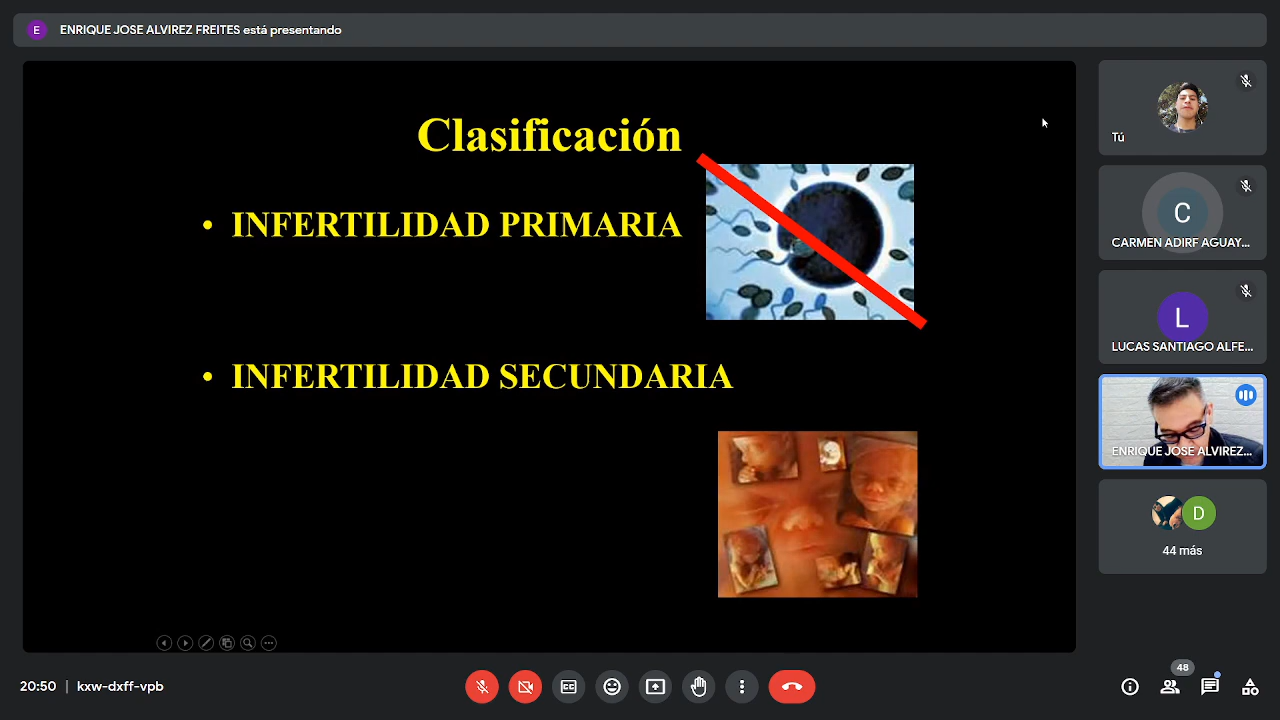 E ENRIQUE JOSE ALVIREZ FREITES está presentando
Clasificación
• INFERTILIDAD PRIMARIA
• INFERTILIDAD SECUNDARIA
Tú
C
CARMEN ADIRF AGUAY...
L
LUCAS SANTIAGO ALFE...
ENRIQUE JOSE ALVIREZ...
D
44 más
20:50 | kxw-dxff-vpb
48